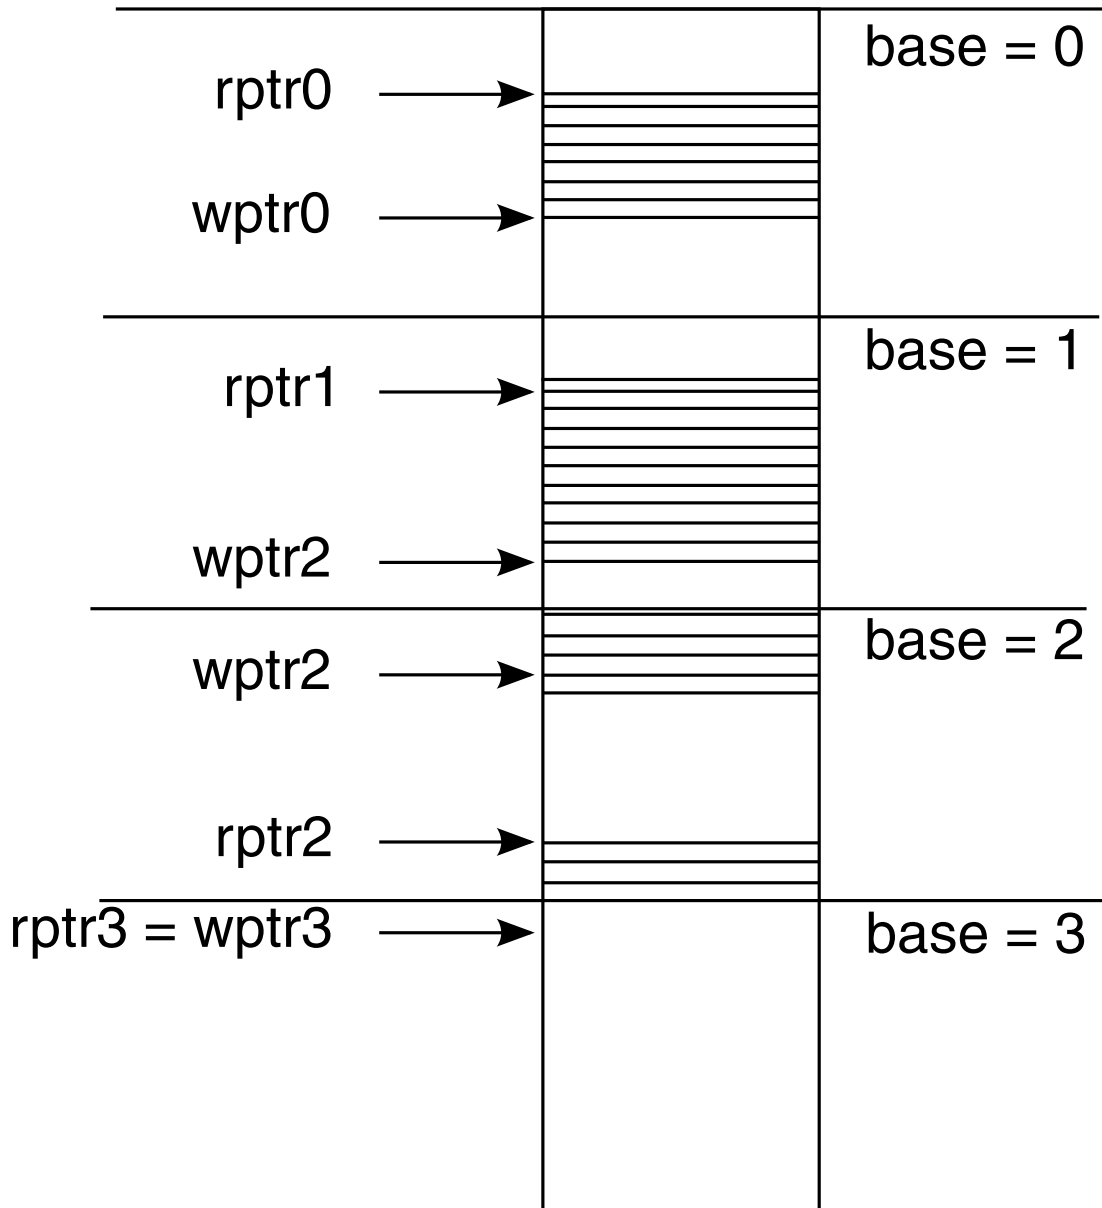 base = 0
rptr0
wptr0
base = 1
rptr1
wptr2
base = 2
wptr2
rptr2
rptr3 = wptr3
base = 3